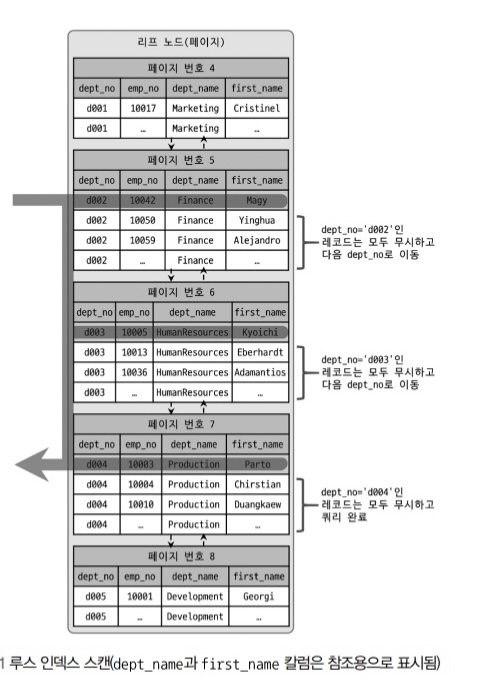 리프 노드(페이지)
페이지 번호 4
dept_no emp_no dept_name first_name
d001 10017 Marketing Cristinel
d001 … Marketing …
페이지 번호 5
dept_no emp_no dept_name first_name
d002 10042 Finance Magy
d002 10050 Finance Yinghua
d002 10059 Finance Alejandro
d002 … Finance …
dept_no='d002'인
레코드는 모두 무시하고
다음 dept_no로 이동
페이지 번호 6
dept_no emp_no dept_name first_name
d003 10005 HumanResources Kyoichi
d003 10013 HumanResources Eberhardt
d003 10036 HumanResources Adamantios
d003 … HumanResources …
dept_no='d003'인
레코드는 모두 무시하고
다음 dept_no로 이동
페이지 번호 7
dept_no emp_no dept_name first_name
d004 10003 Production Parto
d004 10004 Production Chirstian
d004 10010 Production Duangkaew
d004 … Production …
dept_no='d004'인
레코드는 모두 무시하고
쿼리 완료
페이지 번호 8
dept_no emp_no dept_name first_name
d005 10001 Development Georgi
d005 … Development …
1 루스 인덱스 스캔(dept_name과 first_name 칼럼은 참조용으로 표시됨)